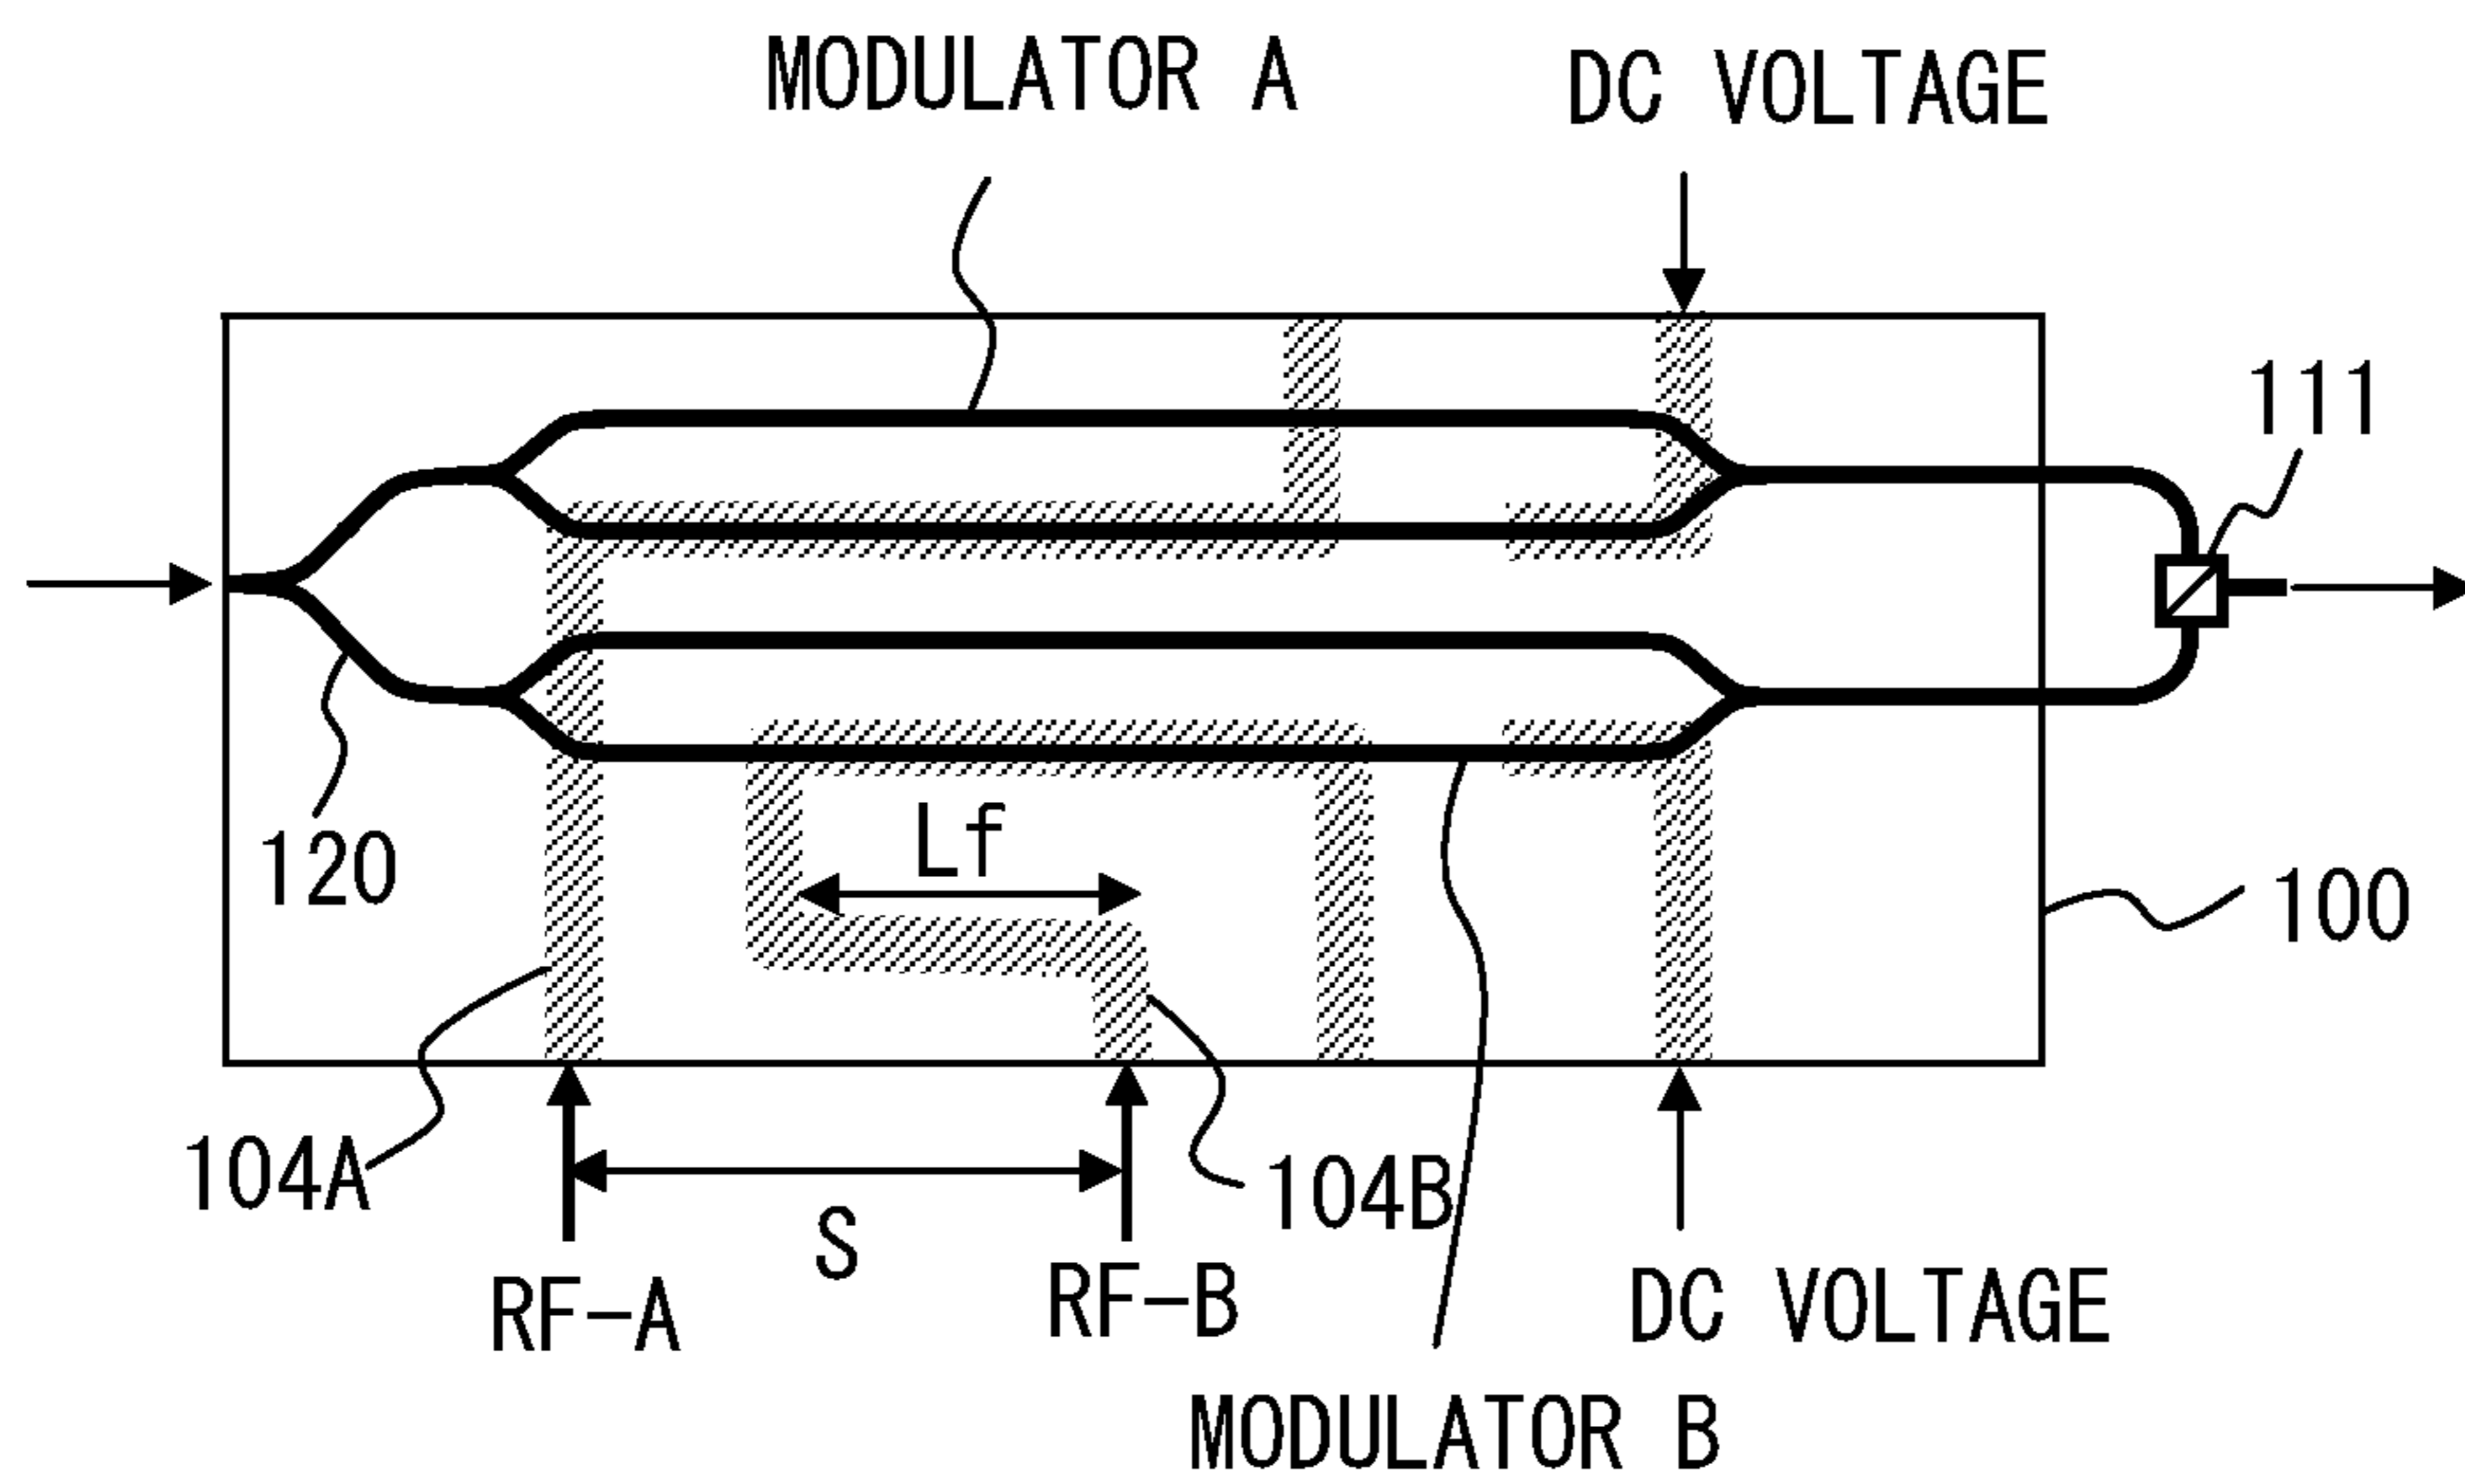 MODULATOR A
DC VOLTAGE
111
120
Lf
100
104A
S
104B
RF-A
RF-B
DC VOLTAGE
MODULATOR B